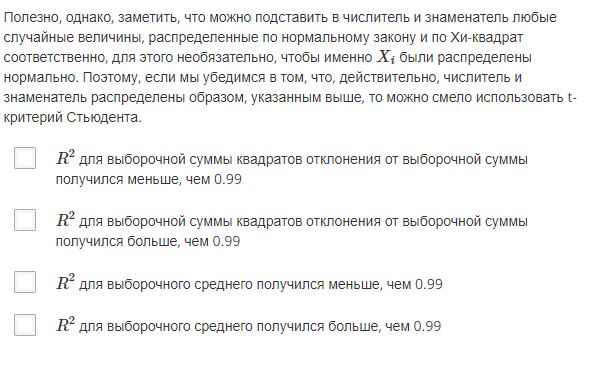 Полезно, однако, заметить, что можно подставить в числитель и знаменатель любые
случайные величины, распределенные по нормальному закону и по Хи-квадрат
соответственно, для этого необязательно, чтобы именно X_i были распределены
нормально. Поэтому, если мы убедимся в том, что, действительно, числитель и
знаменатель распределены образом, указанным выше, то можно смело использовать t-
критерий Стьюдента.
R² для выборочной суммы квадратов отклонения от выборочной суммы
получился меньше, чем 0.99
R² для выборочной суммы квадратов отклонения от выборочной суммы
получился больше, чем 0.99
R² для выборочного среднего получился меньше, чем 0.99
R² для выборочного среднего получился больше, чем 0.99